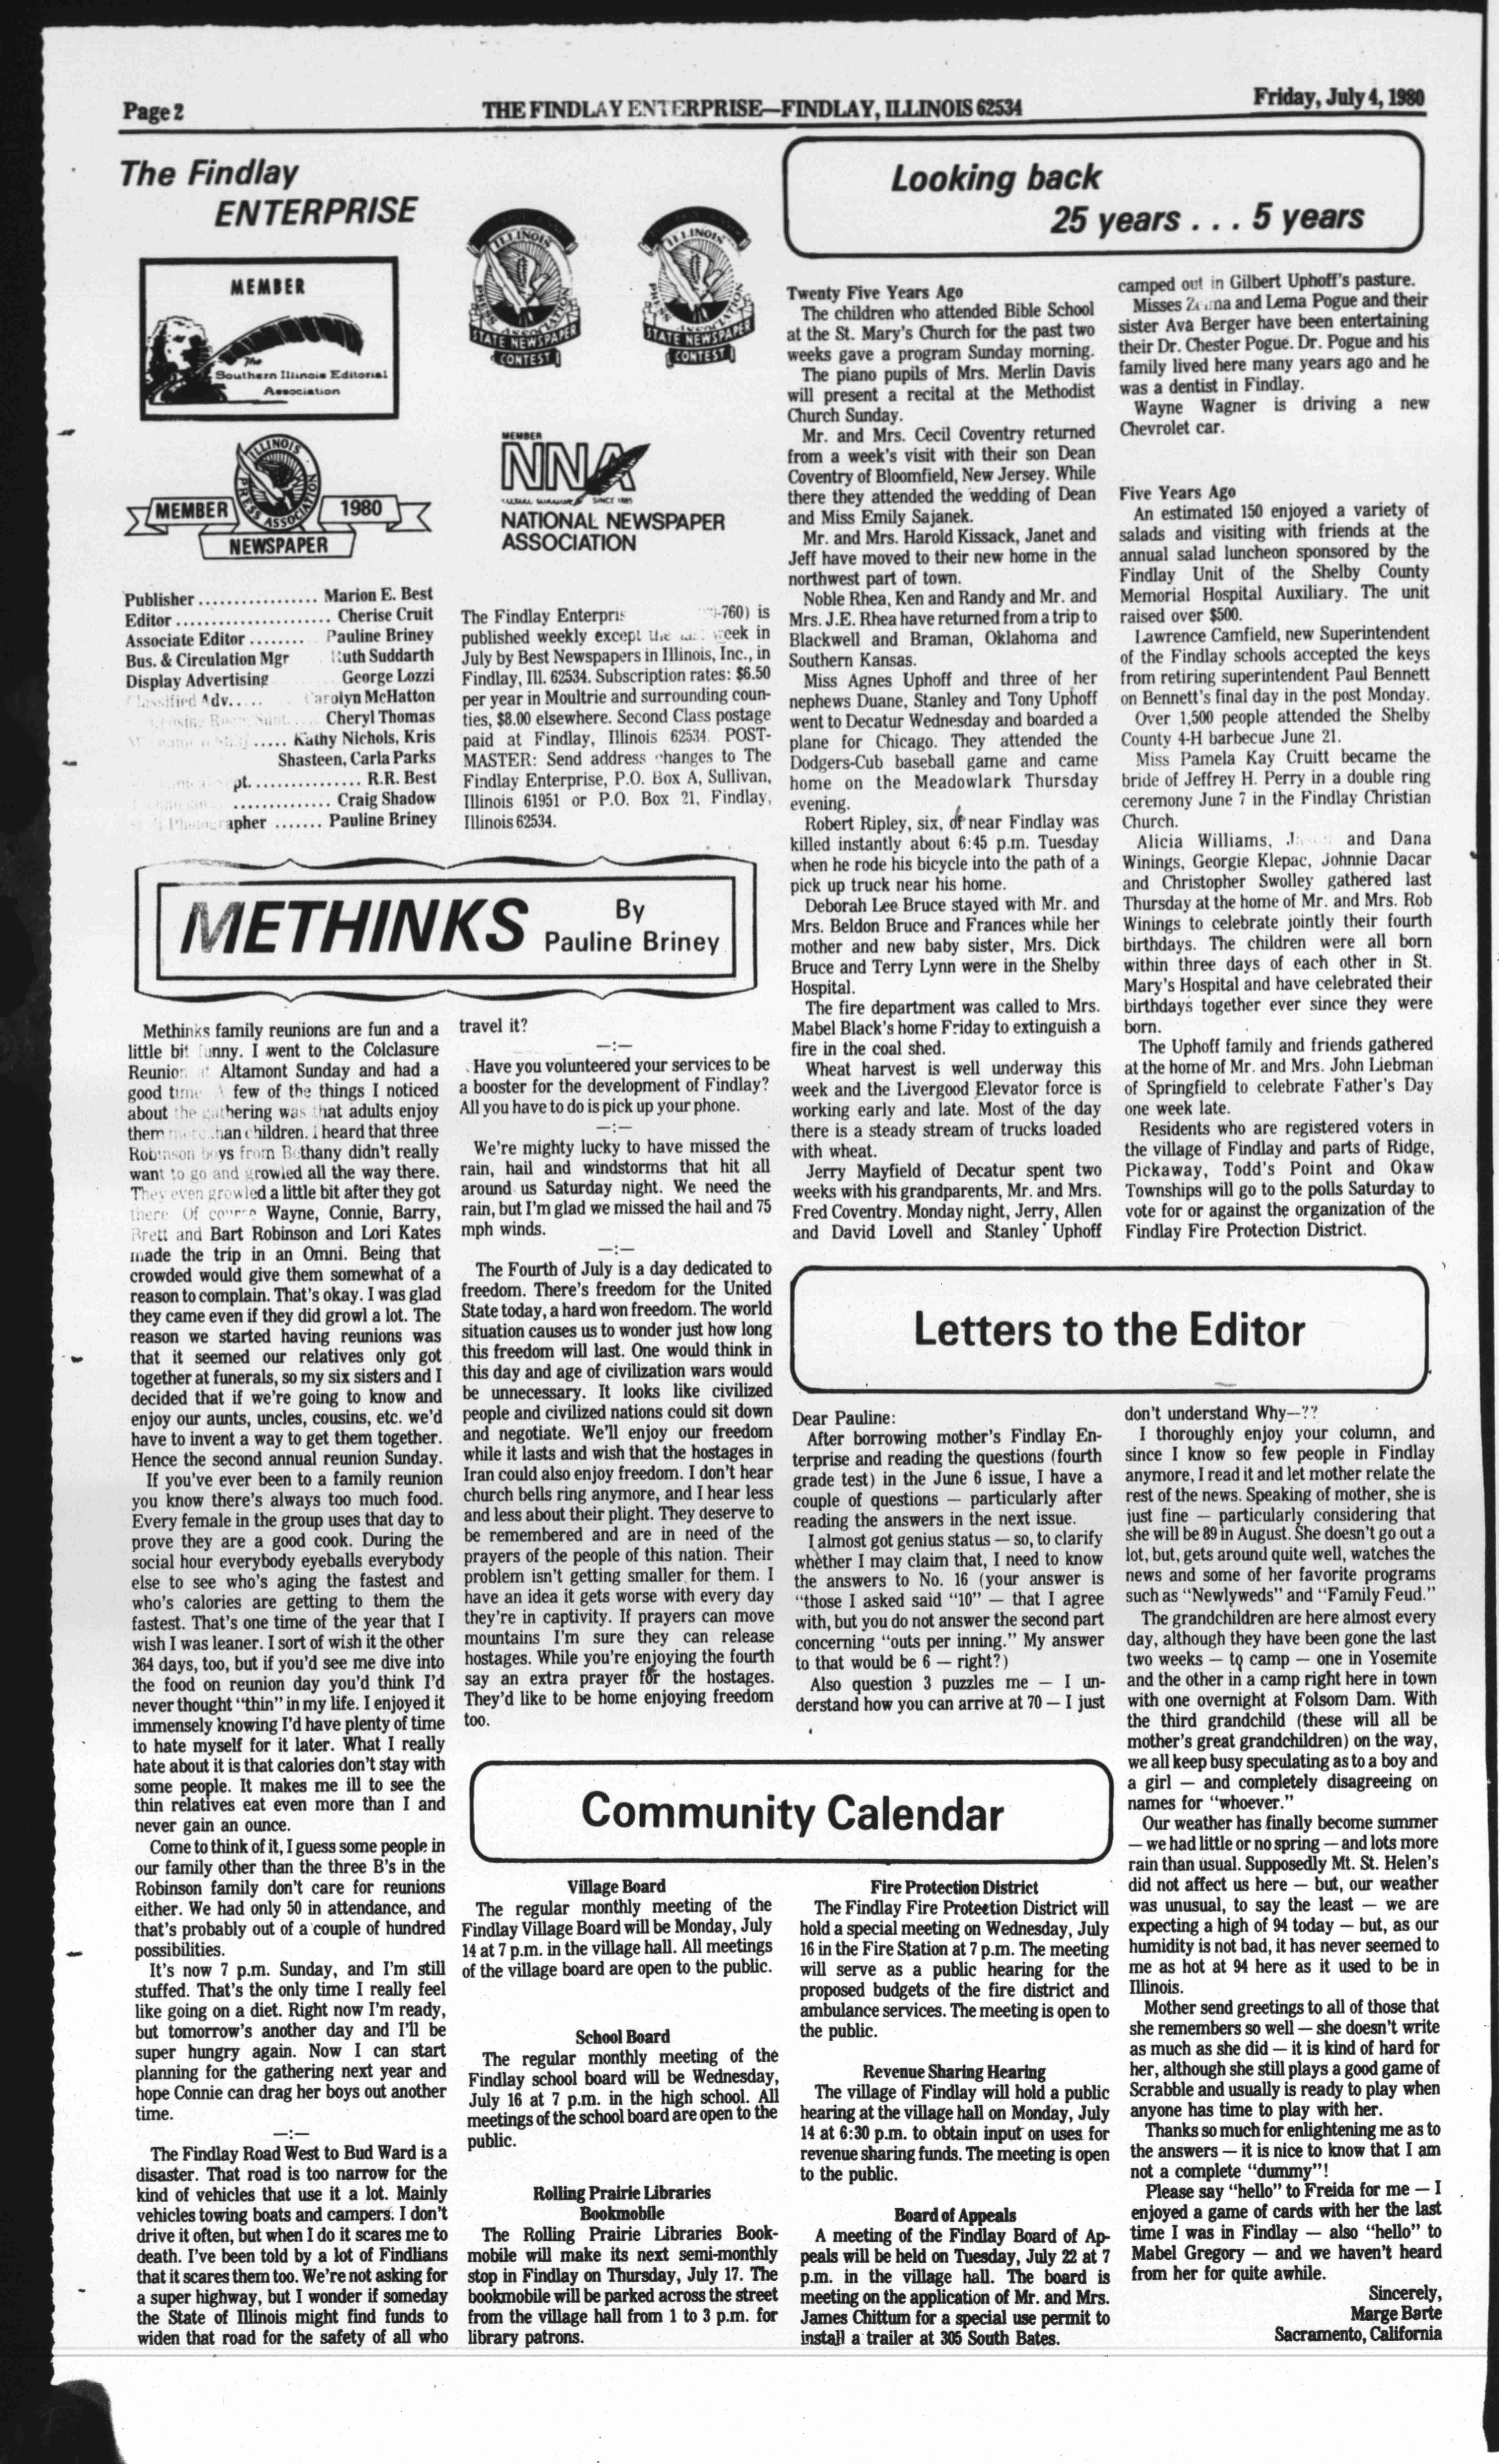 Page 2
THE FINDLAY ENTERPRISE—FINDLAY, ILLINOIS 62534
Friday, July 4, 1980
The Findlay
ENTERPRISE
MEMBER
The
Southern Illinois Editorial
Association
ILLINOIS
PRESS ASSOCIATION
STATE NEWSPAPER
CONTEST
ILLINOIS
PRESS ASSOCIATION
STATE NEWSPAPER
CONTEST
ILLINOIS
PRESS ASSOCIATION
MEMBER
1980
NEWSPAPER
MEMBER
NNA
SINCE 1885
NATIONAL NEWSPAPER
ASSOCIATION
Publisher ................. Marion E. Best
Editor ...................... Cherise Cruit
Associate Editor ........ Pauline Briney
Bus. & Circulation Mgr Ruth Suddarth
Display Advertising George Lozzi
Classified Adv..... Carolyn McHatton
Cheryl Thomas
..... Kathy Nichols, Kris
Shasteen, Carla Parks
pt. ............... R.R. Best
............. Craig Shadow
Photographer ....... Pauline Briney
The Findlay Enterpris -760) is
published weekly except the week in
July by Best Newspapers in Illinois, Inc., in
Findlay, Ill. 62534. Subscription rates: $6.50
per year in Moultrie and surrounding coun-
ties, $8.00 elsewhere. Second Class postage
paid at Findlay, Illinois 62534. POST-
MASTER: Send address changes to The
Findlay Enterprise, P.O. Box A, Sullivan,
Illinois 61951 or P.O. Box 21, Findlay,
Illinois 62534.
METHINKS
By
Pauline Briney
Methinks family reunions are fun and a
little bit funny. I went to the Colclasure
Reunion at Altamont Sunday and had a
good time. A few of the things I noticed
about the gathering was that adults enjoy
them more than children. I heard that three
Robinson boys from Bethany didn't really
want to go and growled all the way there.
They even growled a little bit after they got
there. Of course Wayne, Connie, Barry,
Brett and Bart Robinson and Lori Kates
made the trip in an Omni. Being that
crowded would give them somewhat of a
reason to complain. That's okay. I was glad
they came even if they did growl a lot. The
reason we started having reunions was
that it seemed our relatives only got
together at funerals, so my six sisters and I
decided that if we're going to know and
enjoy our aunts, uncles, cousins, etc. we'd
have to invent a way to get them together.
Hence the second annual reunion Sunday.
If you've ever been to a family reunion
you know there's always too much food.
Every female in the group uses that day to
prove they are a good cook. During the
social hour everybody eyeballs everybody
else to see who's aging the fastest and
who's calories are getting to them the
fastest. That's one time of the year that I
wish I was leaner. I sort of wish it the other
364 days, too, but if you'd see me dive into
the food on reunion day you'd think I'd
never thought "thin" in my life. I enjoyed it
immensely knowing I'd have plenty of time
to hate myself for it later. What I really
hate about it is that calories don't stay with
some people. It makes me ill to see the
thin relatives eat even more than I and
never gain an ounce.
Come to think of it, I guess some people in
our family other than the three B's in the
Robinson family don't care for reunions
either. We had only 50 in attendance, and
that's probably out of a couple of hundred
possibilities.
It's now 7 p.m. Sunday, and I'm still
stuffed. That's the only time I really feel
like going on a diet. Right now I'm ready,
but tomorrow's another day and I'll be
super hungry again. Now I can start
planning for the gathering next year and
hope Connie can drag her boys out another
time.
—:—
The Findlay Road West to Bud Ward is a
disaster. That road is too narrow for the
kind of vehicles that use it a lot. Mainly
vehicles towing boats and campers. I don't
drive it often, but when I do it scares me to
death. I've been told by a lot of Findlians
that it scares them too. We're not asking for
a super highway, but I wonder if someday
the State of Illinois might find funds to
widen that road for the safety of all who
travel it?
—:—
Have you volunteered your services to be
a booster for the development of Findlay?
All you have to do is pick up your phone.
—:—
We're mighty lucky to have missed the
rain, hail and windstorms that hit all
around us Saturday night. We need the
rain, but I'm glad we missed the hail and 75
mph winds.
—:—
The Fourth of July is a day dedicated to
freedom. There's freedom for the United
State today, a hard won freedom. The world
situation causes us to wonder just how long
this freedom will last. One would think in
this day and age of civilization wars would
be unnecessary. It looks like civilized
people and civilized nations could sit down
and negotiate. We'll enjoy our freedom
while it lasts and wish that the hostages in
Iran could also enjoy freedom. I don't hear
church bells ring anymore, and I hear less
and less about their plight. They deserve to
be remembered and are in need of the
prayers of the people of this nation. Their
problem isn't getting smaller for them. I
have an idea it gets worse with every day
they're in captivity. If prayers can move
mountains I'm sure they can release
hostages. While you're enjoying the fourth
say an extra prayer for the hostages.
They'd like to be home enjoying freedom
too.
Looking back
25 years . . . 5 years
Twenty Five Years Ago
The children who attended Bible School
at the St. Mary's Church for the past two
weeks gave a program Sunday morning.
The piano pupils of Mrs. Merlin Davis
will present a recital at the Methodist
Church Sunday.
Mr. and Mrs. Cecil Coventry returned
from a week's visit with their son Dean
Coventry of Bloomfield, New Jersey. While
there they attended the wedding of Dean
and Miss Emily Sajanek.
Mr. and Mrs. Harold Kissack, Janet and
Jeff have moved to their new home in the
northwest part of town.
Noble Rhea, Ken and Randy and Mr. and
Mrs. J.E. Rhea have returned from a trip to
Blackwell and Braman, Oklahoma and
Southern Kansas.
Miss Agnes Uphoff and three of her
nephews Duane, Stanley and Tony Uphoff
went to Decatur Wednesday and boarded a
plane for Chicago. They attended the
Dodgers-Cub baseball game and came
home on the Meadowlark Thursday
evening.
Robert Ripley, six, of near Findlay was
killed instantly about 6:45 p.m. Tuesday
when he rode his bicycle into the path of a
pick up truck near his home.
Deborah Lee Bruce stayed with Mr. and
Mrs. Beldon Bruce and Frances while her
mother and new baby sister, Mrs. Dick
Bruce and Terry Lynn were in the Shelby
Hospital.
The fire department was called to Mrs.
Mabel Black's home Friday to extinguish a
fire in the coal shed.
Wheat harvest is well underway this
week and the Livergood Elevator force is
working early and late. Most of the day
there is a steady stream of trucks loaded
with wheat.
Jerry Mayfield of Decatur spent two
weeks with his grandparents, Mr. and Mrs.
Fred Coventry. Monday night, Jerry, Allen
and David Lovell and Stanley Uphoff
camped out in Gilbert Uphoff's pasture.
Misses and Lema Pogue and their
sister Ava Berger have been entertaining
their Dr. Chester Pogue. Dr. Pogue and his
family lived here many years ago and he
was a dentist in Findlay.
Wayne Wagner is driving a new
Chevrolet car.
Five Years Ago
An estimated 150 enjoyed a variety of
salads and visiting with friends at the
annual salad luncheon sponsored by the
Findlay Unit of the Shelby County
Memorial Hospital Auxiliary. The unit
raised over $500.
Lawrence Camfield, new Superintendent
of the Findlay schools accepted the keys
from retiring superintendent Paul Bennett
on Bennett's final day in the post Monday.
Over 1,500 people attended the Shelby
County 4-H barbecue June 21.
Miss Pamela Kay Cruitt became the
bride of Jeffrey H. Perry in a double ring
ceremony June 7 in the Findlay Christian
Church.
Alicia Williams, and Dana
Winings, Georgie Klepac, Johnnie Dacar
and Christopher Swolley gathered last
Thursday at the home of Mr. and Mrs. Rob
Winings to celebrate jointly their fourth
birthdays. The children were all born
within three days of each other in St.
Mary's Hospital and have celebrated their
birthdays together ever since they were
born.
The Uphoff family and friends gathered
at the home of Mr. and Mrs. John Liebman
of Springfield to celebrate Father's Day
one week late.
Residents who are registered voters in
the village of Findlay and parts of Ridge,
Pickaway, Todd's Point and Okaw
Townships will go to the polls Saturday to
vote for or against the organization of the
Findlay Fire Protection District.
Letters to the Editor
Dear Pauline:
After borrowing mother's Findlay En-
terprise and reading the questions (fourth
grade test) in the June 6 issue, I have a
couple of questions — particularly after
reading the answers in the next issue.
I almost got genius status — so, to clarify
whether I may claim that, I need to know
the answers to No. 16 (your answer is
"those I asked said "10" — that I agree
with, but you do not answer the second part
concerning "outs per inning." My answer
to that would be 6 — right?)
Also question 3 puzzles me — I un-
derstand how you can arrive at 70 — I just
don't understand Why—??
I thoroughly enjoy your column, and
since I know so few people in Findlay
anymore, I read it and let mother relate the
rest of the news. Speaking of mother, she is
just fine — particularly considering that
she will be 89 in August. She doesn't go out a
lot, but, gets around quite well, watches the
news and some of her favorite programs
such as "Newlyweds" and "Family Feud."
The grandchildren are here almost every
day, although they have been gone the last
two weeks — to camp — one in Yosemite
and the other in a camp right here in town
with one overnight at Folsom Dam. With
the third grandchild (these will all be
mother's great grandchildren) on the way,
we all keep busy speculating as to a boy and
a girl — and completely disagreeing on
names for "whoever."
Our weather has finally become summer
— we had little or no spring — and lots more
rain than usual. Supposedly Mt. St. Helen's
did not affect us here — but, our weather
was unusual, to say the least — we are
expecting a high of 94 today — but, as our
humidity is not bad, it has never seemed to
me as hot at 94 here as it used to be in
Illinois.
Mother send greetings to all of those that
she remembers so well — she doesn't write
as much as she did — it is kind of hard for
her, although she still plays a good game of
Scrabble and usually is ready to play when
anyone has time to play with her.
Thanks so much for enlightening me as to
the answers — it is nice to know that I am
not a complete "dummy"!
Please say "hello" to Freida for me — I
enjoyed a game of cards with her the last
time I was in Findlay — also "hello" to
Mabel Gregory — and we haven't heard
from her for quite awhile.
Sincerely,
Marge Barte
Sacramento, California
Community Calendar
Village Board
The regular monthly meeting of the
Findlay Village Board will be Monday, July
14 at 7 p.m. in the village hall. All meetings
of the village board are open to the public.
School Board
The regular monthly meeting of the
Findlay school board will be Wednesday,
July 16 at 7 p.m. in the high school. All
meetings of the school board are open to the
public.
Rolling Prairie Libraries
Bookmobile
The Rolling Prairie Libraries Book-
mobile will make its next semi-monthly
stop in Findlay on Thursday, July 17. The
bookmobile will be parked across the street
from the village hall from 1 to 3 p.m. for
library patrons.
Fire Protection District
The Findlay Fire Protection District will
hold a special meeting on Wednesday, July
16 in the Fire Station at 7 p.m. The meeting
will serve as a public hearing for the
proposed budgets of the fire district and
ambulance services. The meeting is open to
the public.
Revenue Sharing Hearing
The village of Findlay will hold a public
hearing at the village hall on Monday, July
14 at 6:30 p.m. to obtain input on uses for
revenue sharing funds. The meeting is open
to the public.
Board of Appeals
A meeting of the Findlay Board of Ap-
peals will be held on Tuesday, July 22 at 7
p.m. in the village hall. The board is
meeting on the application of Mr. and Mrs.
James Chittum for a special use permit to
install a trailer at 305 South Bates.